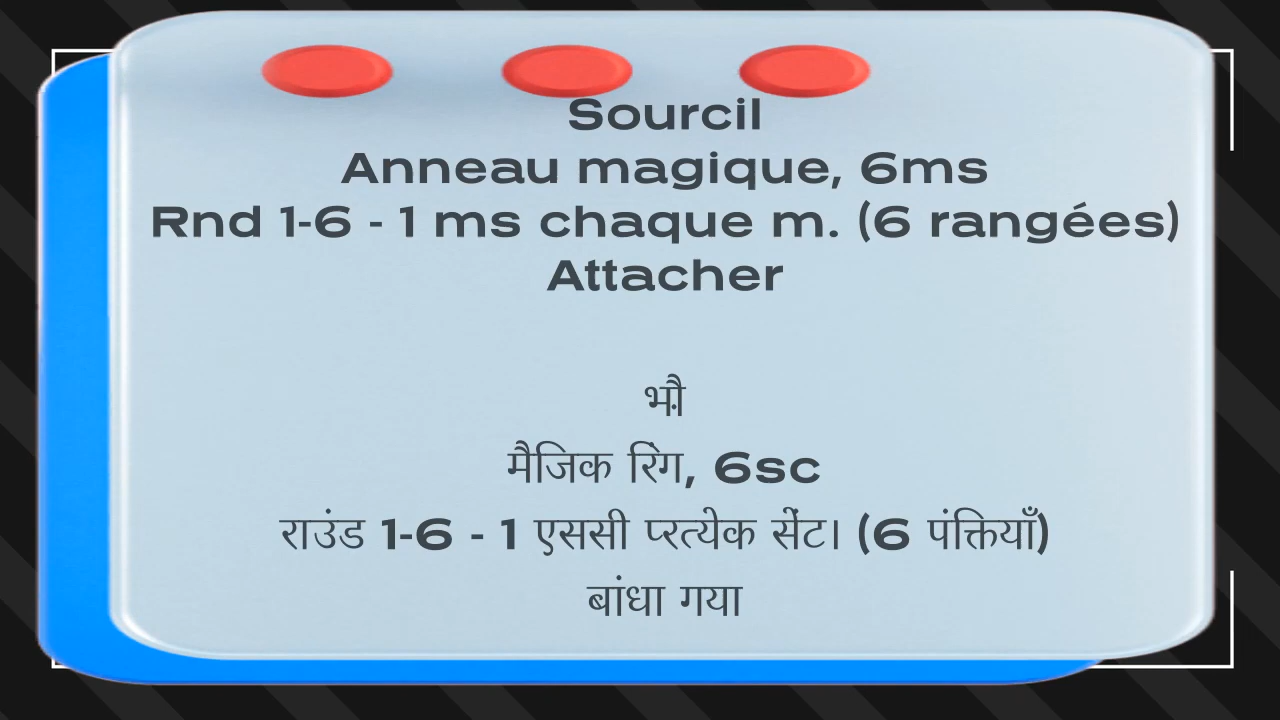 Sourcil
Anneau magique, 6ms
Rnd 1-6 - 1 ms chaque m. (6 rangées)
Attacher
भौं
मैजिक रिंग, 6sc
राउंड 1-6 - 1 एससी प्रत्येक सेंट। (6 पंक्तियाँ)
बांधा गया